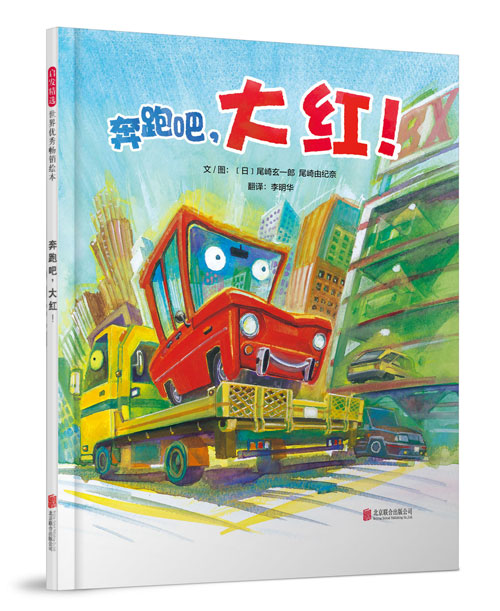 启发精选
世界优秀畅销绘本
奔跑吧，大红！
奔跑吧，大红！
文/图：〔日〕尾崎玄一郎 尾崎由纪奈
翻译：李明华
BX
北京联合出版公司